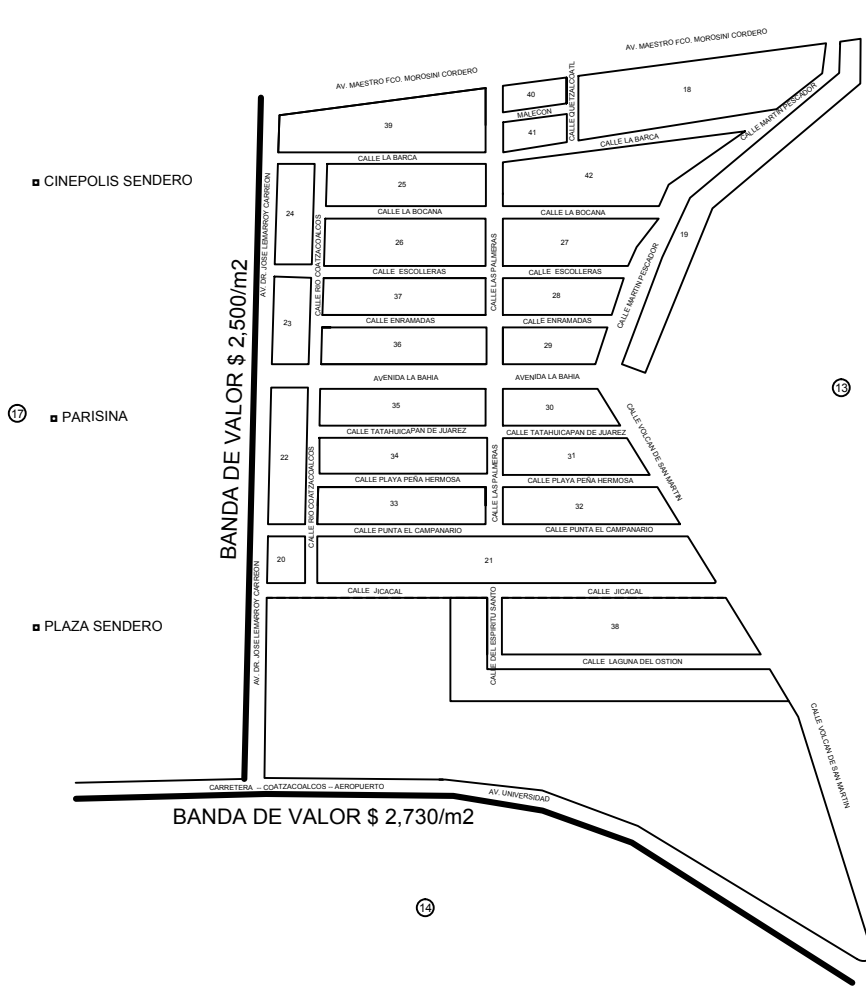 AV. MAESTRO FCO. MOROSINI CORDERO
AV. MAESTRO FCO. MOROSINI CORDERO
40
MALECON
41
CALLE QUETZALCOATL
18
CALLE MARTIN PESCADOR
39
CALLE LA BARCA
CALLE LA BARCA
CINEPOLIS SENDERO
AV. DR. JOSE LEMARROY CARREON
24
CALLE RIO COATZACOALCOS
25
42
CALLE LA BOCANA
CALLE LA BOCANA
26
CALLE LAS PALMERAS
27
19
CALLE MARTIN PESCADOR
CALLE ESCOLLERAS
CALLE ESCOLLERAS
BANDA DE VALOR $ 2,500/m2
23
37
28
CALLE ENRAMADAS
CALLE ENRAMADAS
36
29
AVENIDA LA BAHIA
AVENIDA LA BAHIA
17
PARISINA
13
35
30
CALLE VOLCAN DE SAN MARTIN
CALLE TATAHUICAPAN DE JUAREZ
CALLE TATAHUICAPAN DE JUAREZ
22
CALLE RIO COATZACOALCOS
34
CALLE LAS PALMERAS
31
CALLE PLAYA PEÑA HERMOSA
CALLE PLAYA PEÑA HERMOSA
33
32
CALLE PUNTA EL CAMPANARIO
CALLE PUNTA EL CAMPANARIO
20
21
CALLE JICACAL
CALLE JICACAL
PLAZA SENDERO
AV. DR. JOSE LEMARROY CARREON
CALLE DEL ESPIRITU SANTO
38
CALLE LAGUNA DEL OSTION
CALLE VOLCAN DE SAN MARTIN
CARRETERA -- COATZACOALCOS -- AEROPUERTO
AV. UNIVERSIDAD
BANDA DE VALOR $ 2,730/m2
14